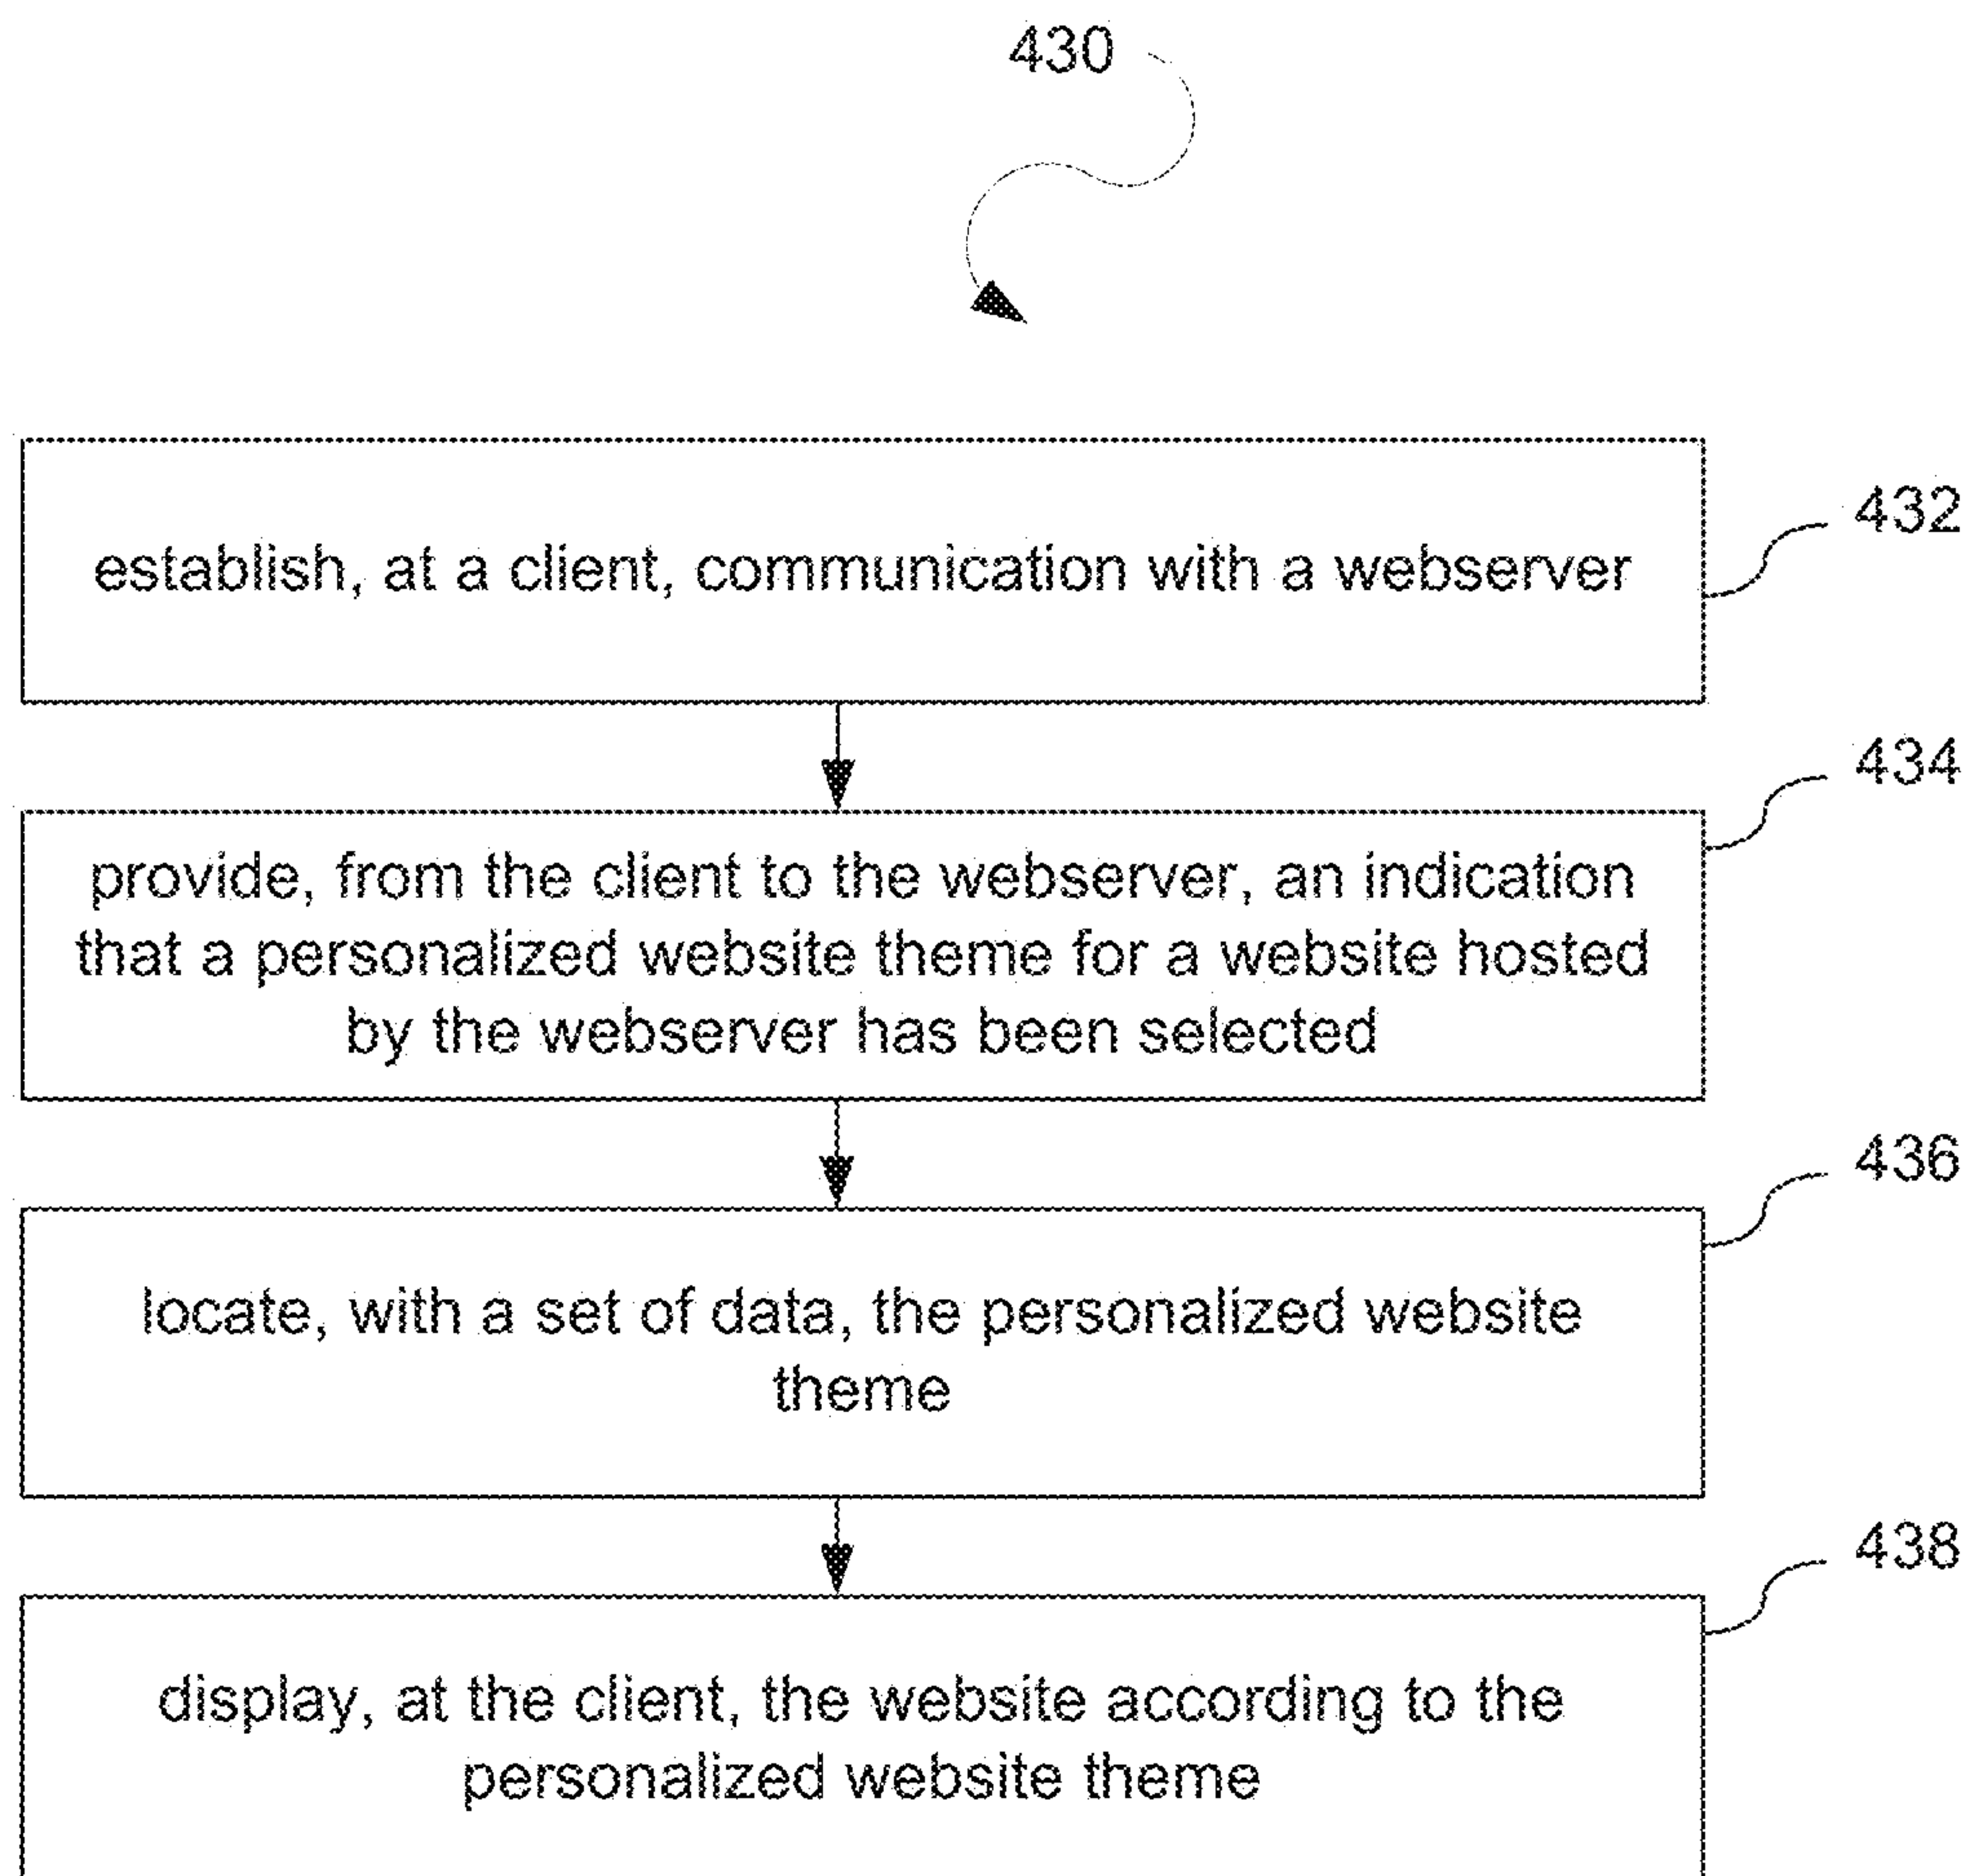 430
432
establish, at a client, communication with a webserver
434
provide, from the client to the webserver, an indication
that a personalized website theme for a website hosted
by the webserver has been selected
436
locate, with a set of data, the personalized website
theme
438
display, at the client, the website according to the
personalized website theme